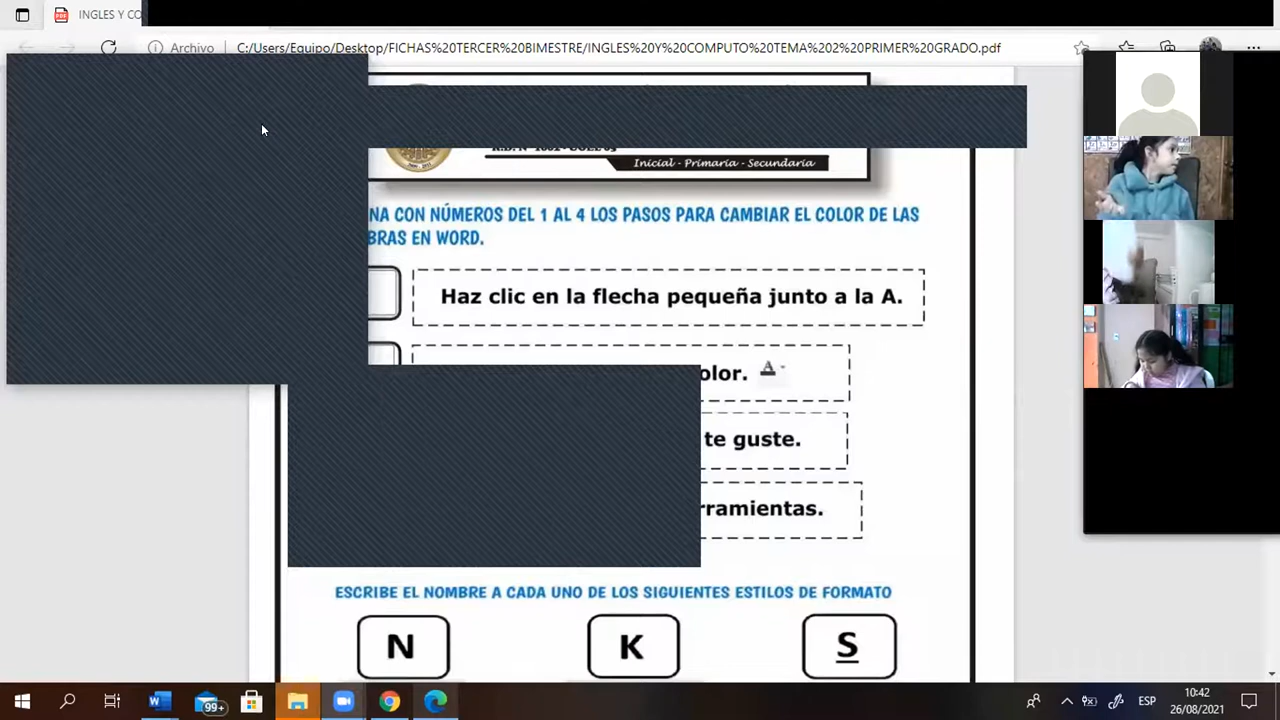 INGLES Y CO
Archivo
C:/Users/Equipo/Desktop/FICHAS%20TERCER%20BIMESTRE/INGLES%20Y%20COMPUTO%20TEMA%202%20PRIMER%20GRADO.pdf
Inicial - Primaria - Secundaria
NA CON NÚMEROS DEL 1 AL 4 LOS PASOS PARA CAMBIAR EL COLOR DE LAS
BRAS EN WORD.
Haz clic en la flecha pequeña junto a la A.
olor. A
te guste.
rramientas.
ESCRIBE EL NOMBRE A CADA UNO DE LOS SIGUIENTES ESTILOS DE FORMATO
N K S
99+
ESP
10:42
26/08/2021